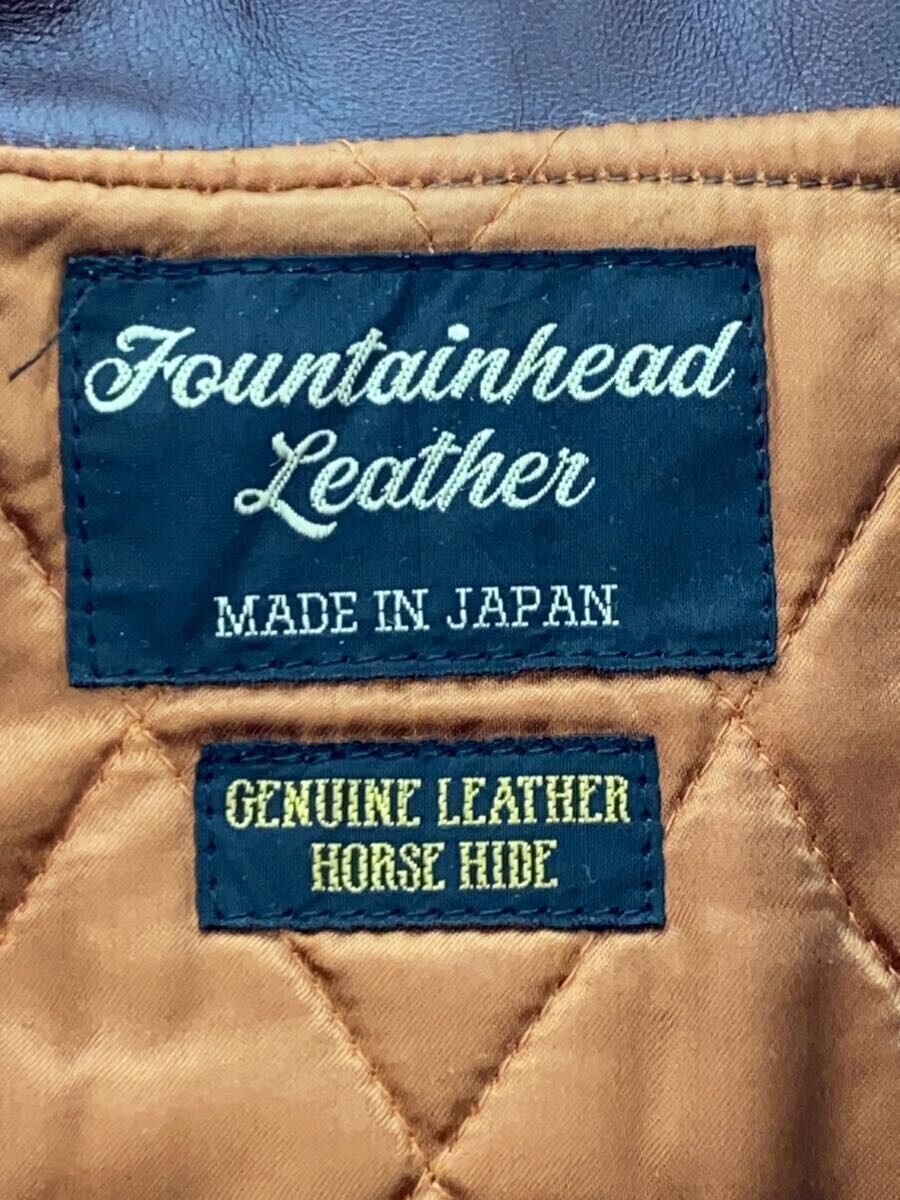 Fountainhead
Leather
MADE IN JAPAN
GENUINE LEATHER
HORSE HIDE